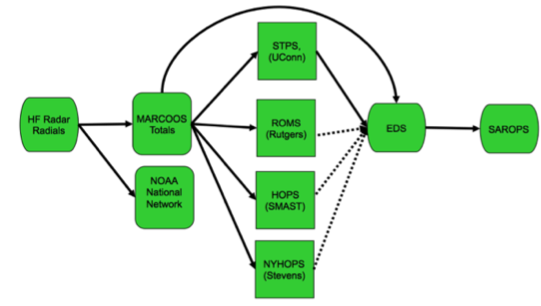 HF Radar
Radials
MARCOOS
Totals
NOAA
National
Network
STPS,
(UConn)
ROMS
(Rutgers)
HOPS
(SMAST)
NYHOPS
(Stevens)
EDS
SAROPS